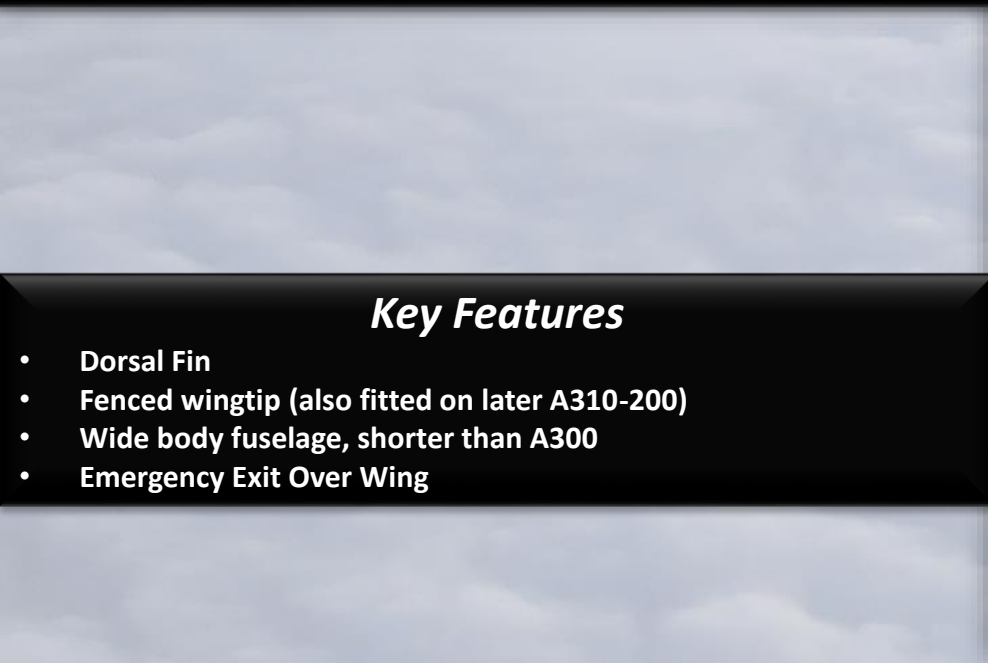 Key Features
• Dorsal Fin
• Fenced wingtip (also fitted on later A310-200)
• Wide body fuselage, shorter than A300
• Emergency Exit Over Wing